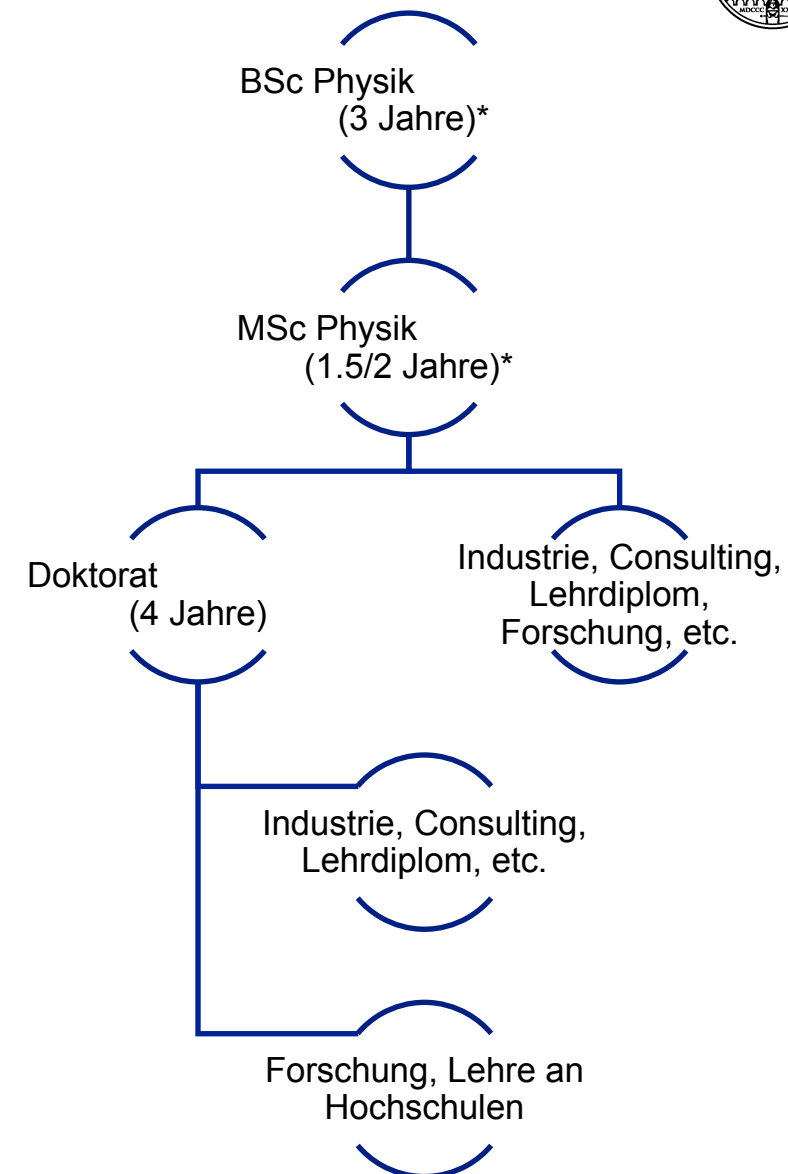 BSc Physik
(3 Jahre)*
MSc Physik
(1.5/2 Jahre)*
Doktorat
(4 Jahre)
Industrie, Consulting,
Lehrdiplom,
Forschung, etc.
Industrie, Consulting,
Lehrdiplom, etc.
Forschung, Lehre an
Hochschulen